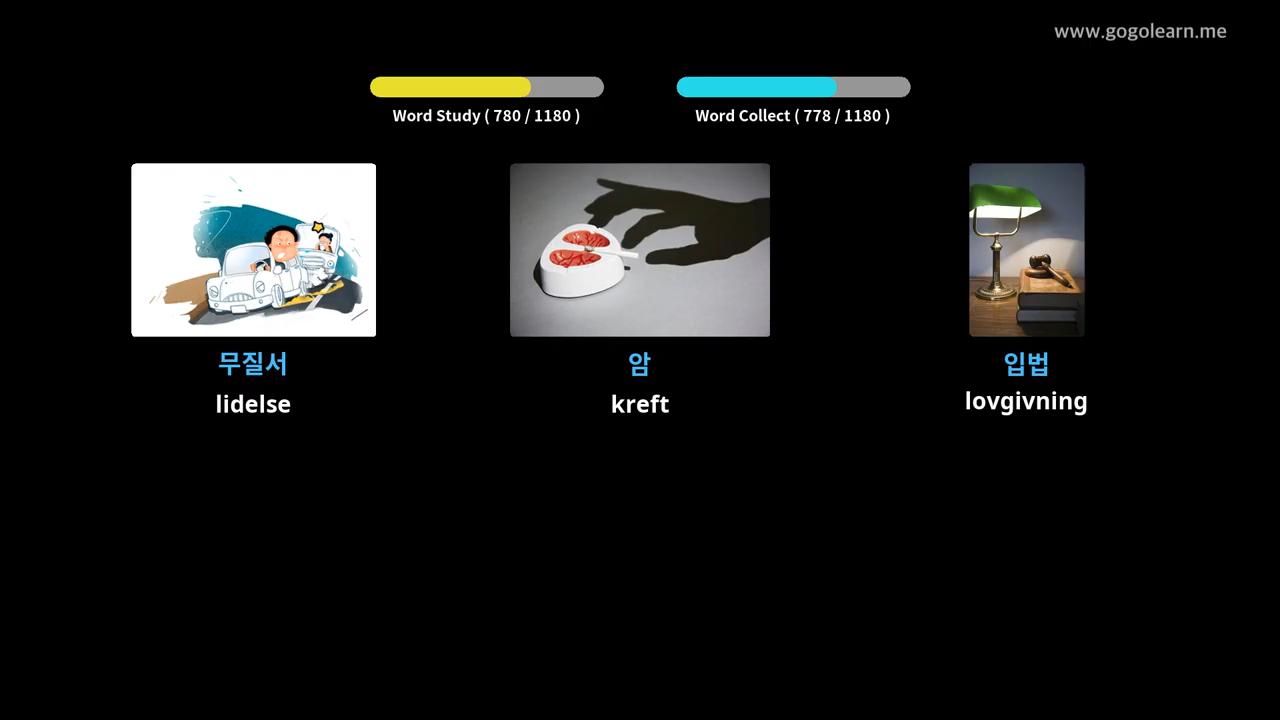 www.gogolearn.me
Word Study ( 780 / 1180 )
Word Collect ( 778 / 1180 )
무질서
암
입법
lidelse
kreft
lovgivning